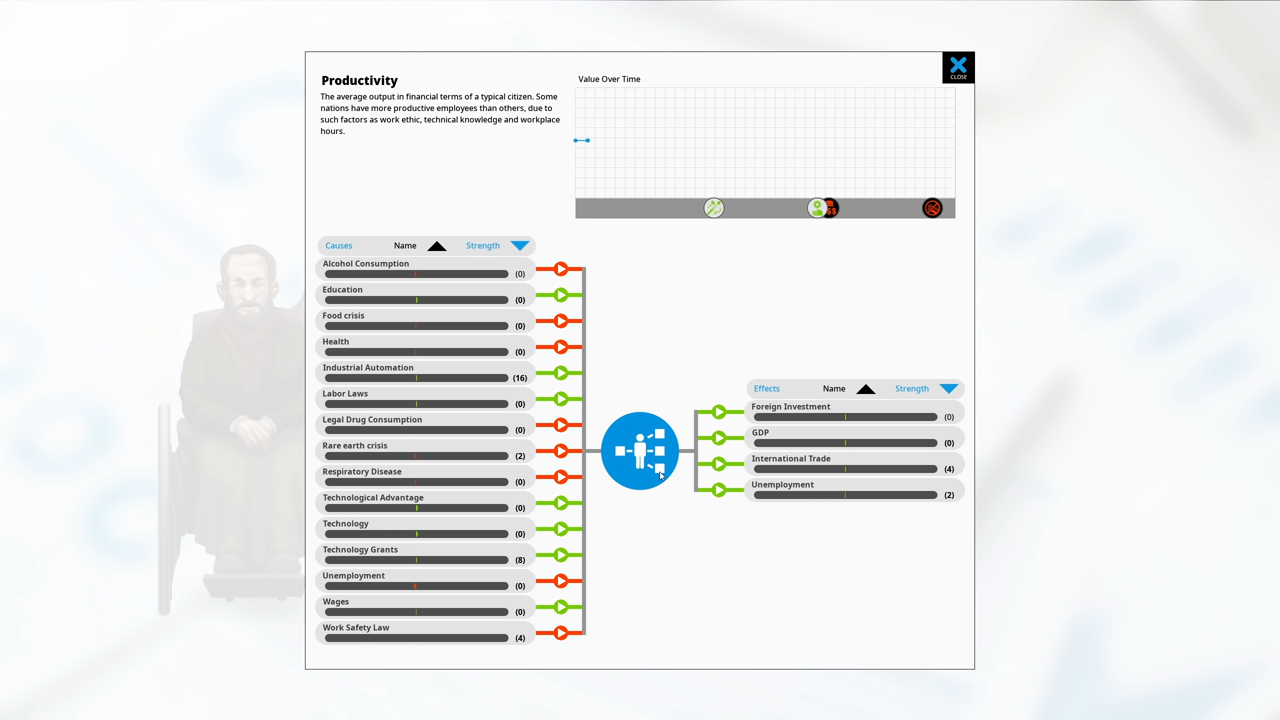 Productivity
The average output in financial terms of a typical citizen. Some
nations have more productive employees than others, due to
such factors as work ethic, technical knowledge and workplace
hours.
Value Over Time
CLOSE
Causes Name Strength
Alcohol Consumption
(0)
Education
(0)
Food crisis
(0)
Health
(0)
Industrial Automation
(16)
Labor Laws
(0)
Legal Drug Consumption
(0)
Rare earth crisis
(2)
Respiratory Disease
(0)
Technological Advantage
(0)
Technology
(0)
Technology Grants
(8)
Unemployment
(0)
Wages
(0)
Work Safety Law
(4)
Effects Name Strength
Foreign Investment
(0)
GDP
(0)
International Trade
(4)
Unemployment
(2)